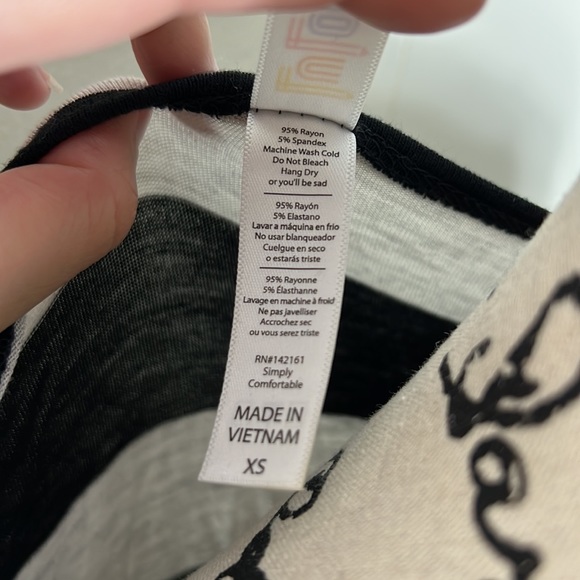 95% Rayon
5% Spandex
Machine Wash Cold
Do Not Bleach
Hang Dry
or you'll be sad
95% Rayón
5% Elastano
Lavar a máquina en frío
No usar blanqueador
Cuelgue en seco
o estarás triste
95% Rayonne
5% Élasthanne
Lavage en machine à froid
Ne pas javelliser
Accrochez sec
ou vous serez triste
RN#142161
Simply
Comfortable
MADE IN
VIETNAM
XS